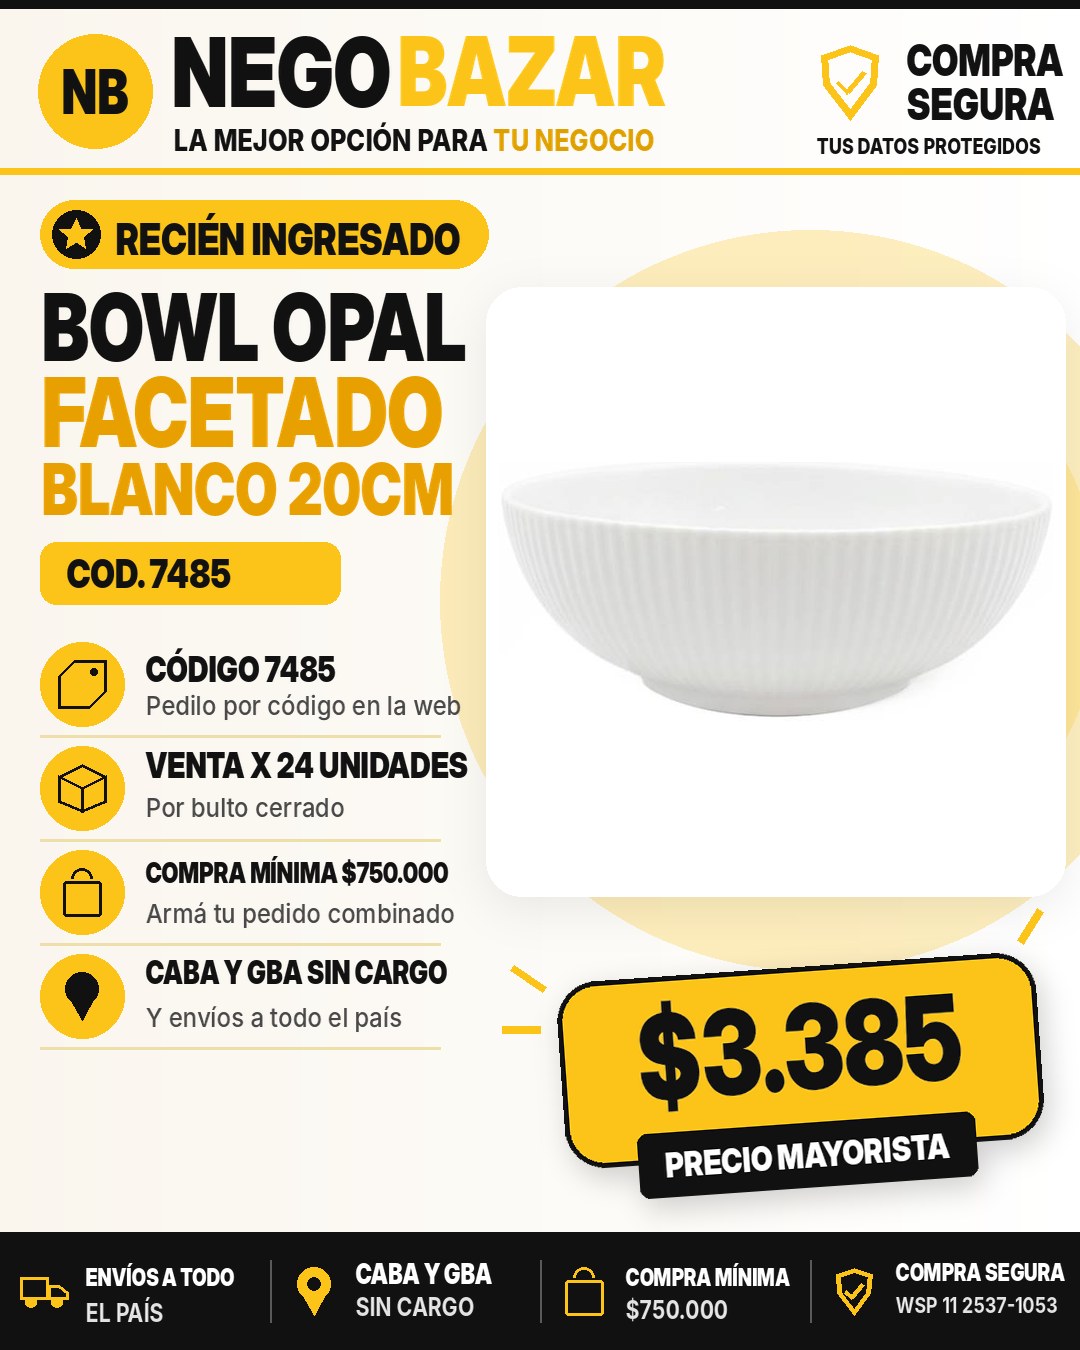 NB
NEGOBAZAR
LA MEJOR OPCIÓN PARA TU NEGOCIO
COMPRA
SEGURA
TUS DATOS PROTEGIDOS
RECIÉN INGRESADO
BOWL OPAL
FACETADO
BLANCO 20CM
COD. 7485
CÓDIGO 7485
Pedilo por código en la web
VENTA X 24 UNIDADES
Por bulto cerrado
COMPRA MÍNIMA $750.000
Armá tu pedido combinado
CABA Y GBA SIN CARGO
Y envíos a todo el país
$3.385
PRECIO MAYORISTA
ENVÍOS A TODO
EL PAÍS
CABA Y GBA
SIN CARGO
COMPRA MÍNIMA
$750.000
COMPRA SEGURA
WSP 11 2537-1053